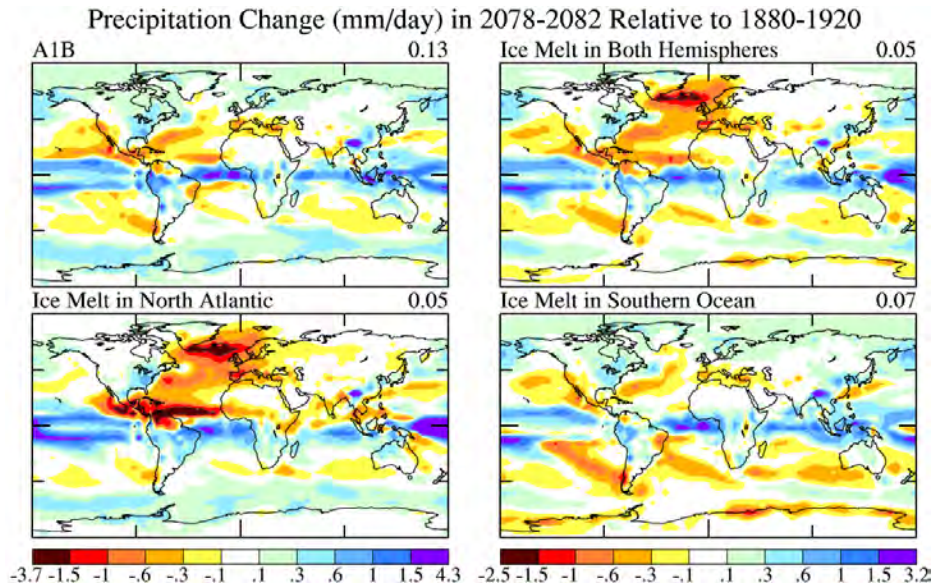 Precipitation Change (mm/day) in 2078-2082 Relative to 1880-1920
A1B 0.13
Ice Melt in Both Hemispheres 0.05
Ice Melt in North Atlantic 0.05
Ice Melt in Southern Ocean 0.07
-3.7 -1.5 -1 -.6 -.3 -.1 .1 .3 .6 1 1.5 4.3
-2.5 -1.5 -1 -.6 -.3 -.1 .1 .3 .6 1 1.5 3.2